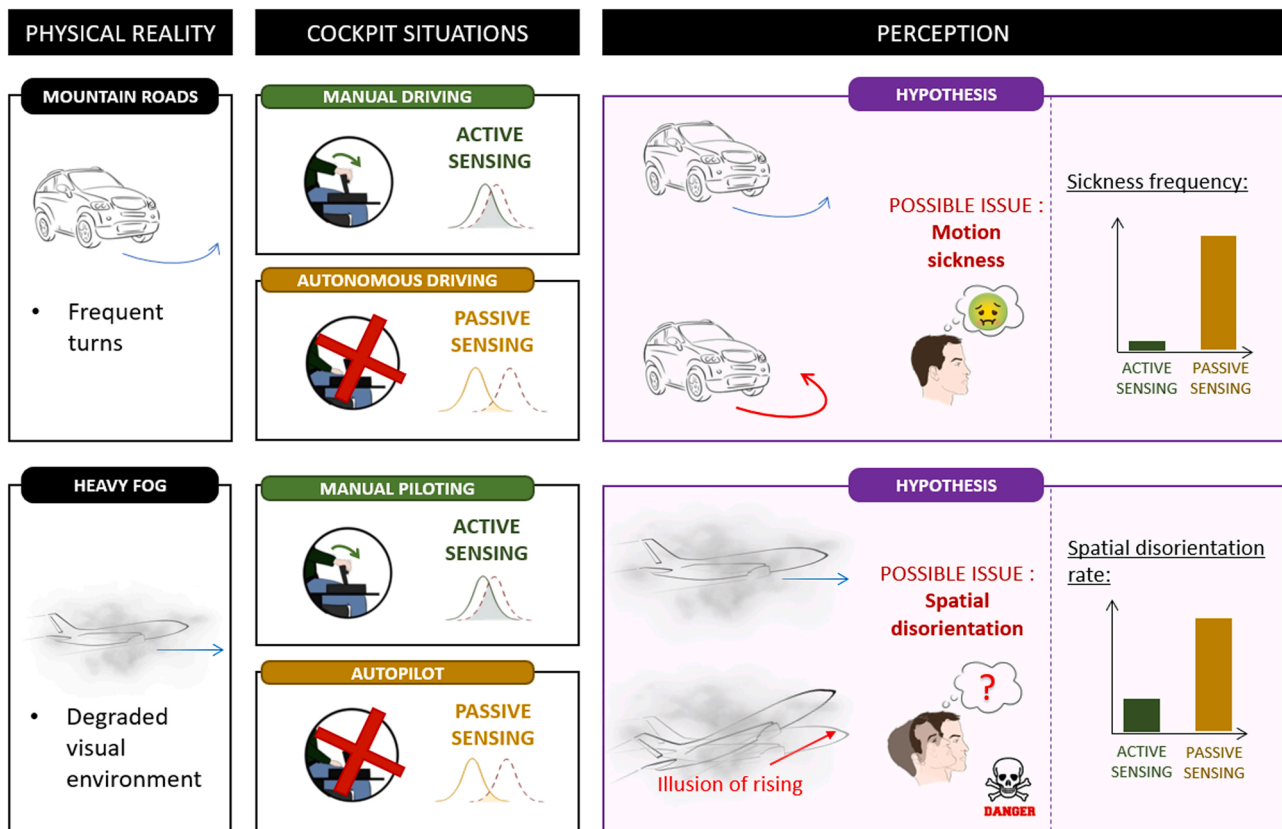 PHYSICAL REALITY
COCKPIT SITUATIONS
PERCEPTION
MOUNTAIN ROADS
• Frequent
turns
MANUAL DRIVING
ACTIVE
SENSING
AUTONOMOUS DRIVING
PASSIVE
SENSING
HYPOTHESIS
POSSIBLE ISSUE :
Motion
sickness
Sickness frequency:
ACTIVE
SENSING
PASSIVE
SENSING
HEAVY FOG
• Degraded
visual
environment
MANUAL PILOTING
ACTIVE
SENSING
AUTOPILOT
PASSIVE
SENSING
HYPOTHESIS
POSSIBLE ISSUE :
Spatial
disorientation
?
Illusion of rising
DANGER
Spatial disorientation
rate:
ACTIVE
SENSING
PASSIVE
SENSING